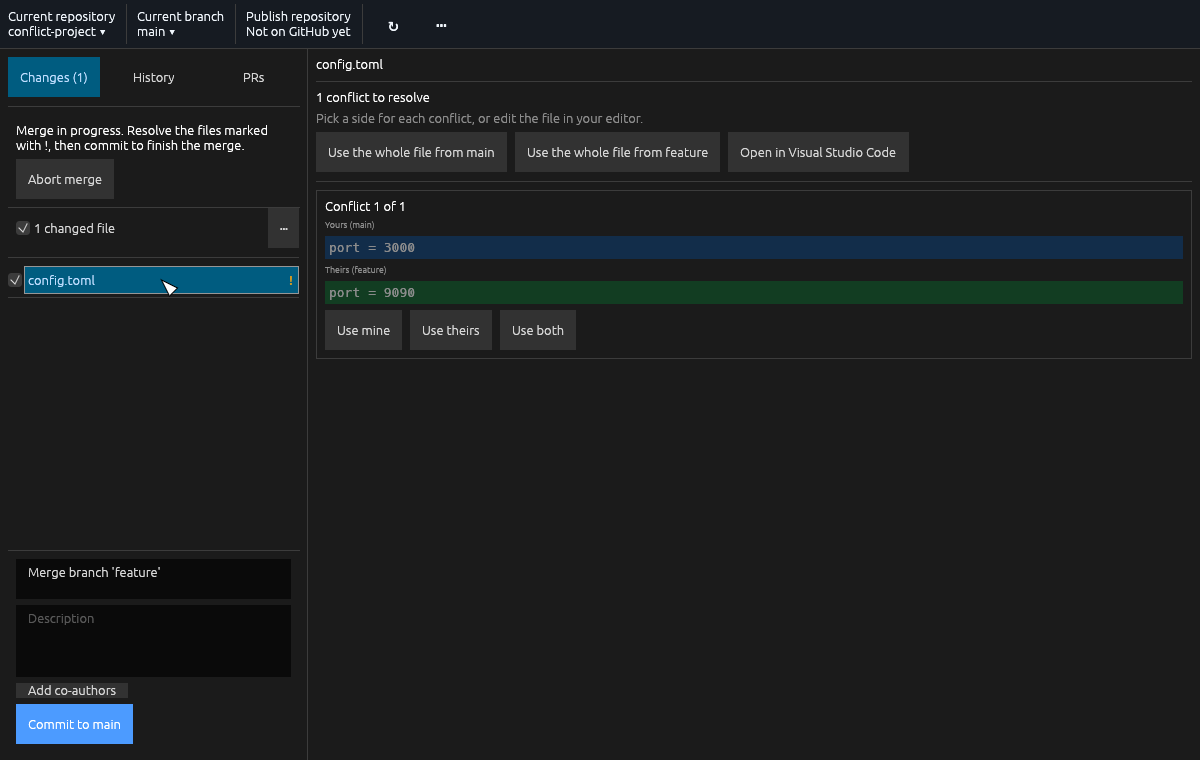 Current repository
conflict-project ▾
Current branch
main ▾
Publish repository
Not on GitHub yet
↻
...
Changes (1)
History
PRs
Merge in progress. Resolve the files marked
with !, then commit to finish the merge.
Abort merge
1 changed file
...
config.toml
!
Merge branch 'feature'
Description
Add co-authors
Commit to main
config.toml
1 conflict to resolve
Pick a side for each conflict, or edit the file in your editor.
Use the whole file from main
Use the whole file from feature
Open in Visual Studio Code
Conflict 1 of 1
Yours (main)
port = 3000
Theirs (feature)
port = 9090
Use mine
Use theirs
Use both